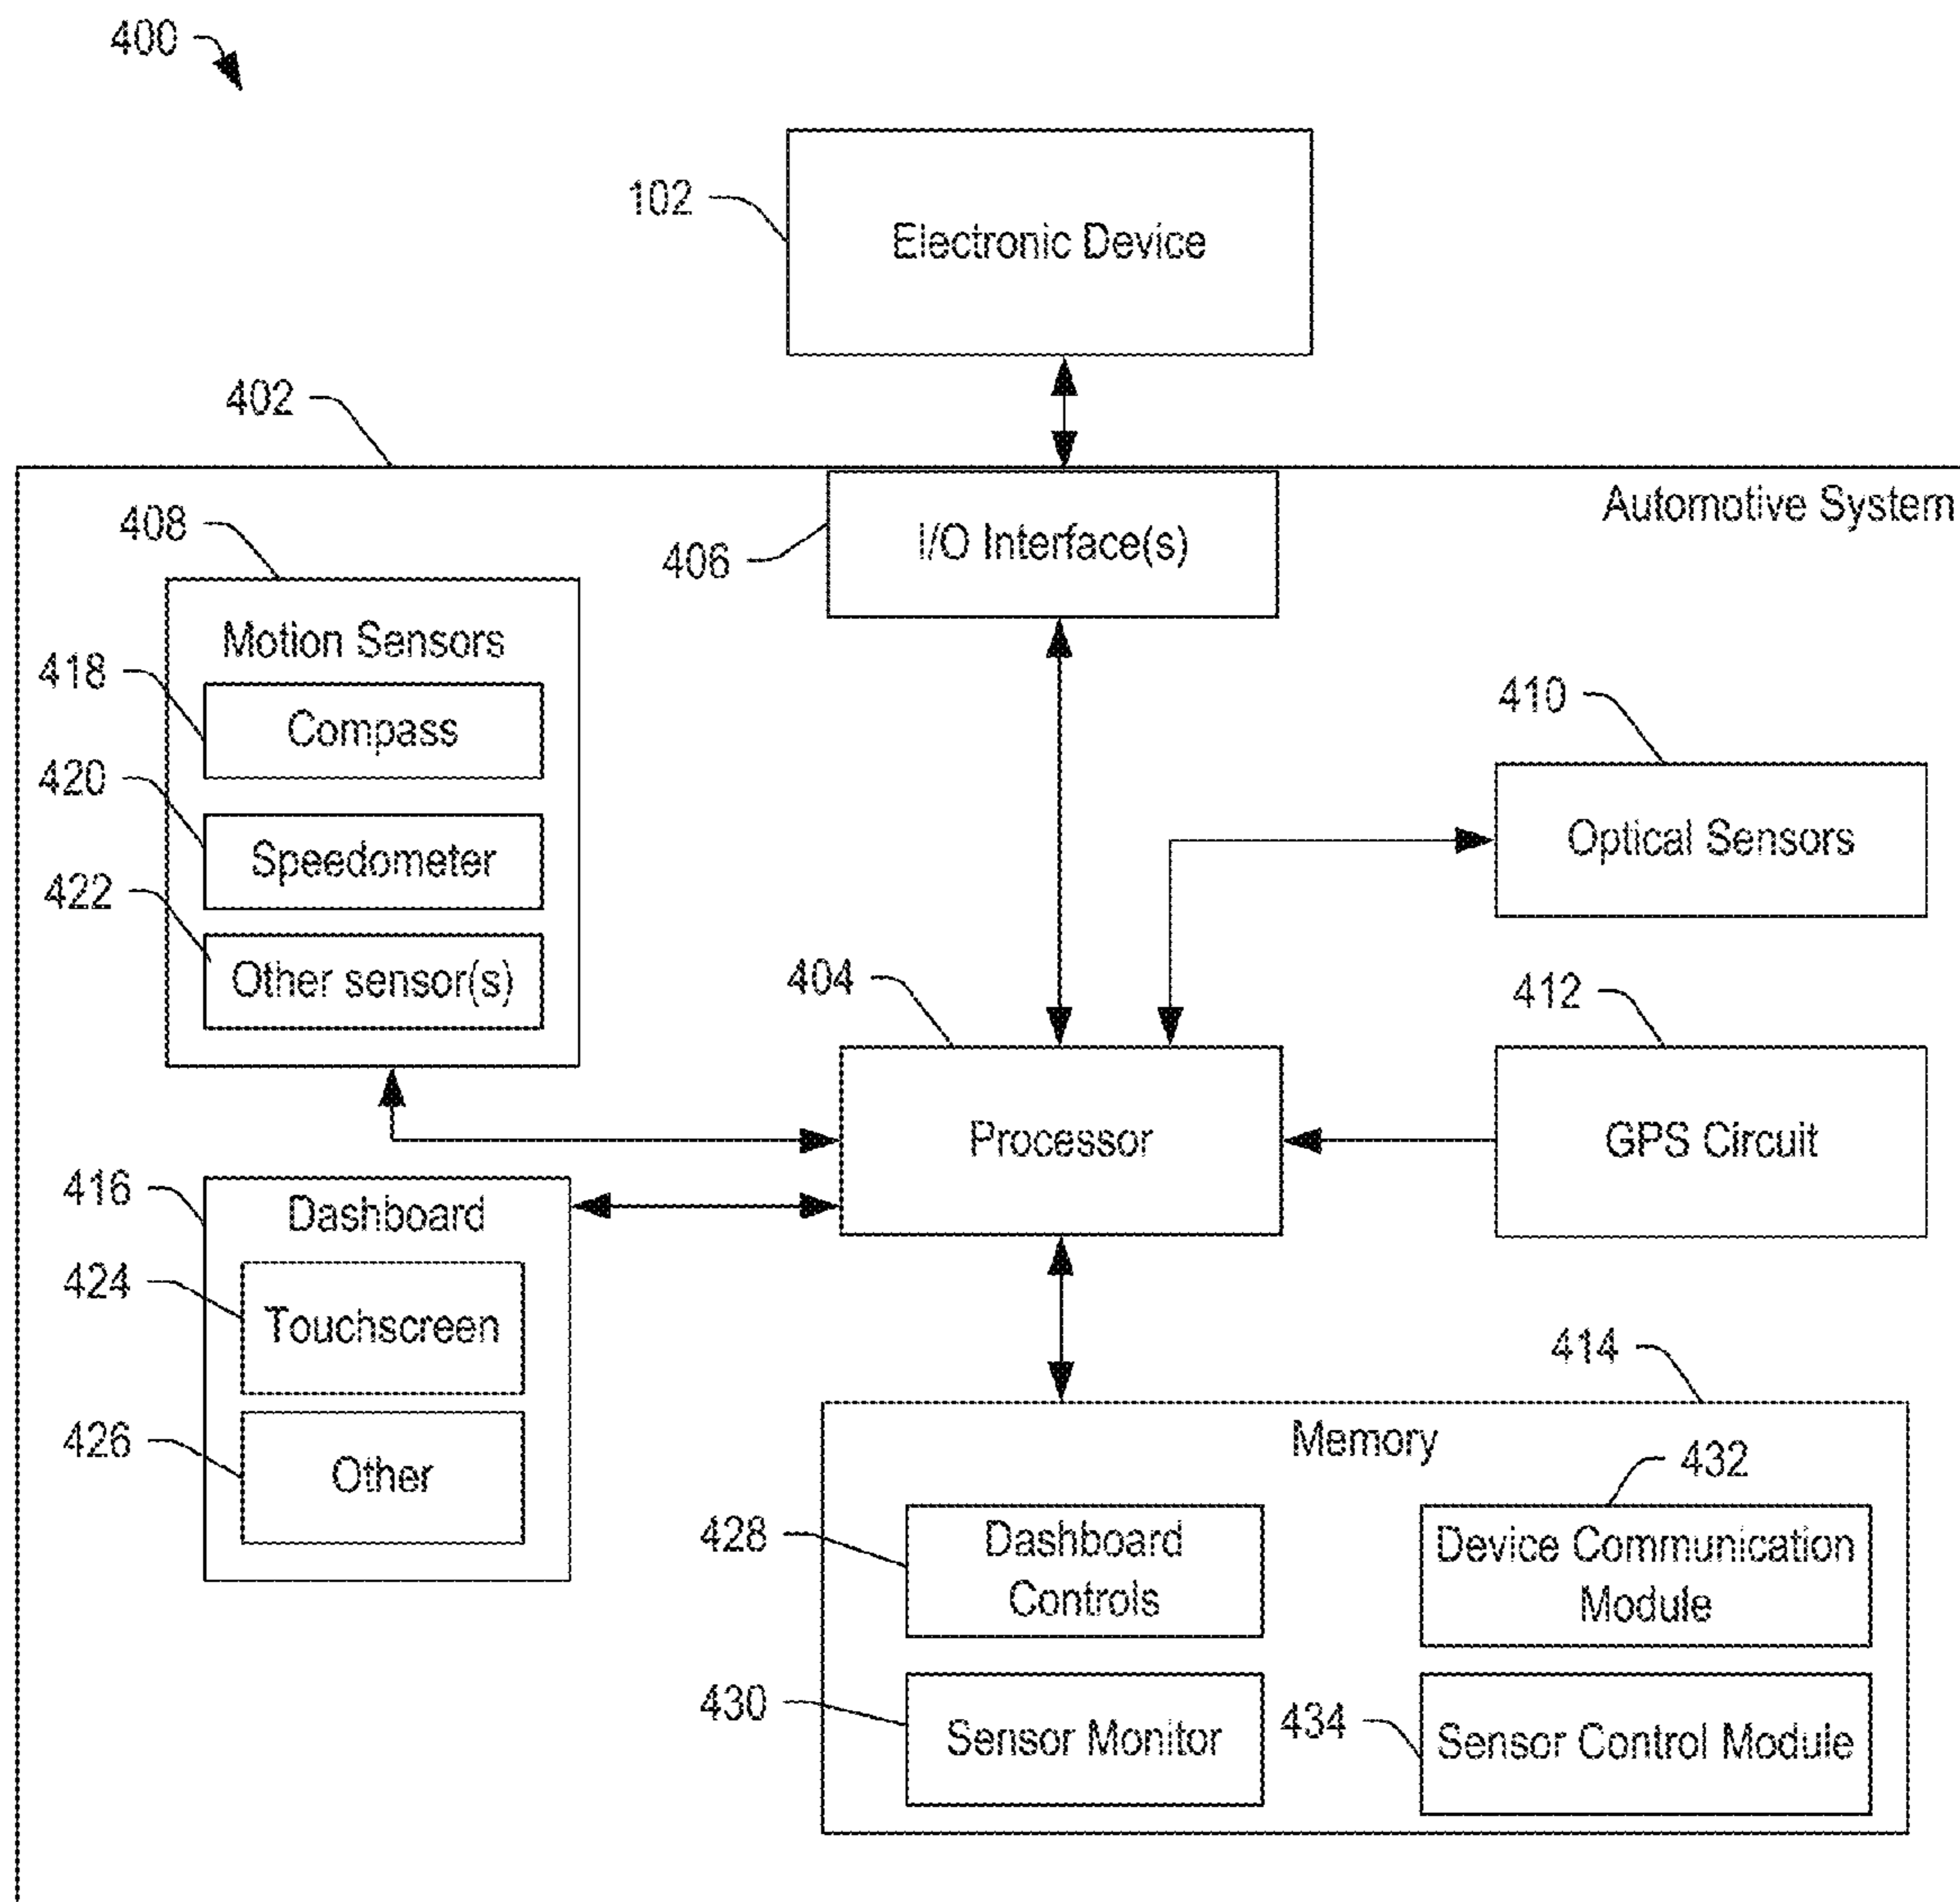 400
102
Electronic Device
402
Automotive System
406
I/O Interface(s)
408
Motion Sensors
418
Compass
420
Speedometer
422
Other sensor(s)
410
Optical Sensors
404
Processor
412
GPS Circuit
416
Dashboard
424
Touchscreen
426
Other
414
Memory
428
Dashboard
Controls
432
Device Communication
Module
430
Sensor Monitor
434
Sensor Control Module